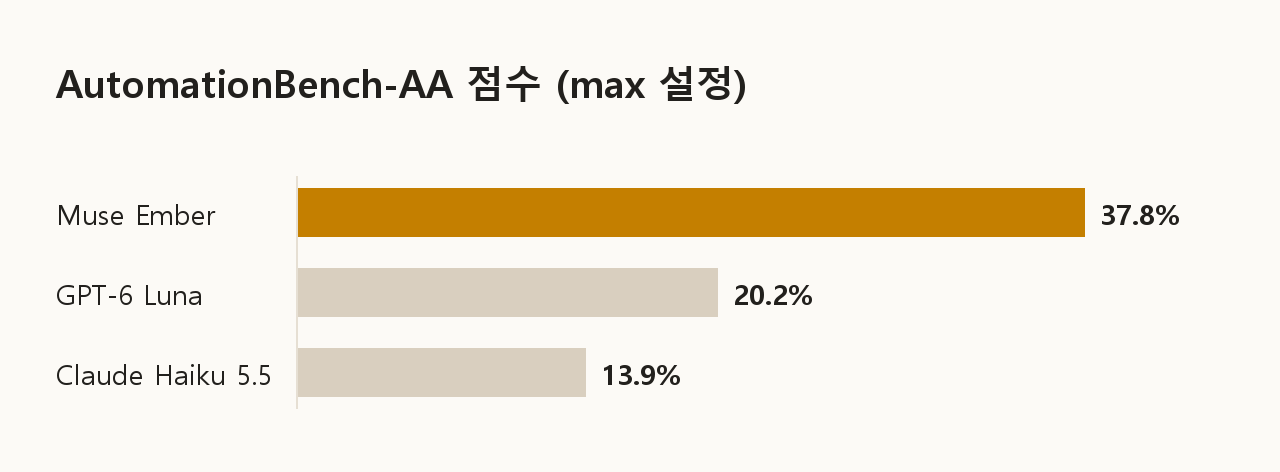 AutomationBench-AA 점수 (max 설정)
Muse Ember 37.8%
GPT-6 Luna 20.2%
Claude Haiku 5.5 13.9%